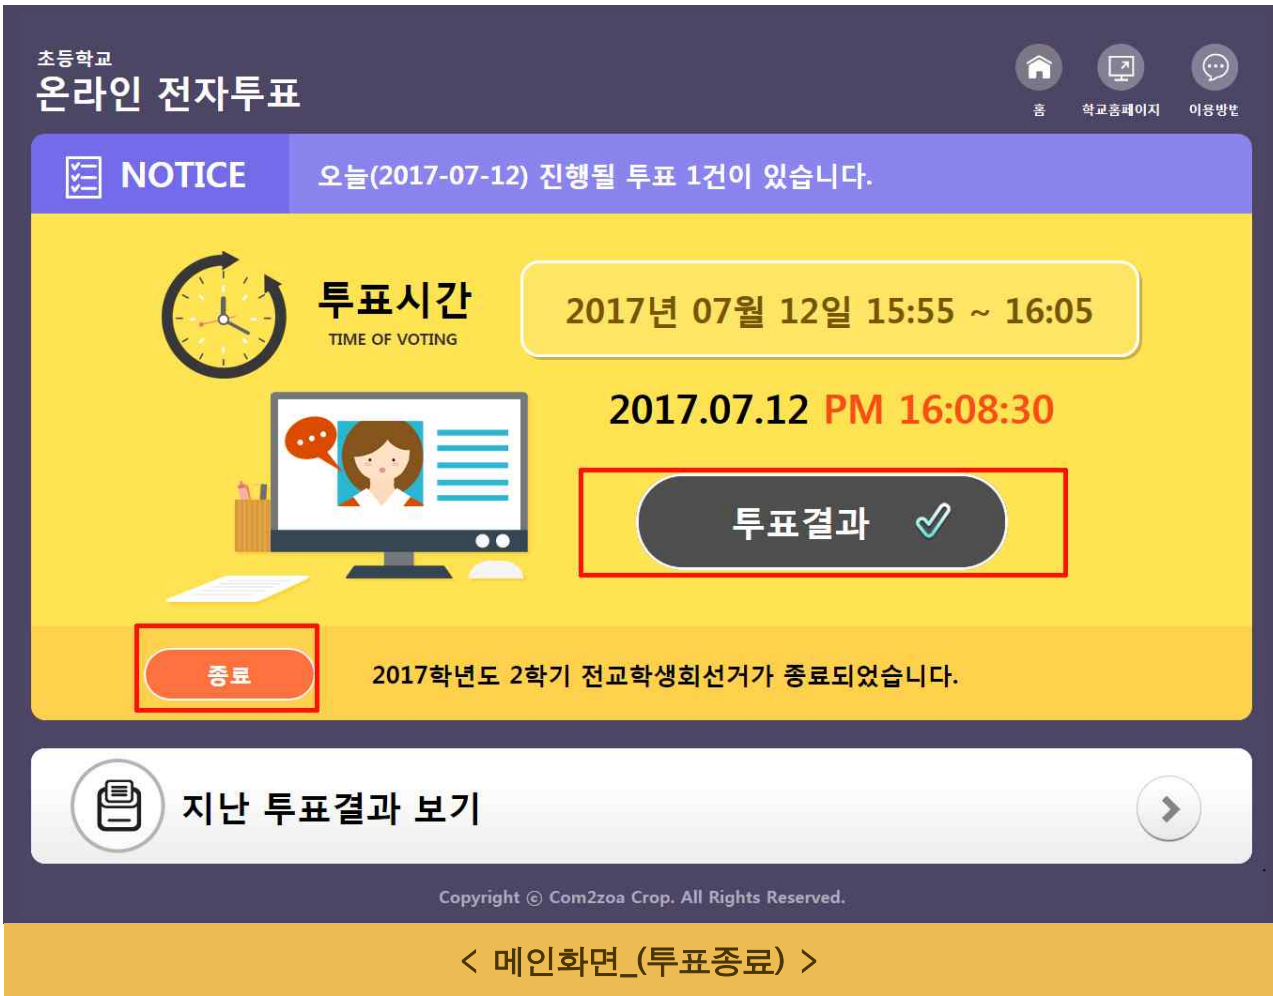 초등학교
온라인 전자투표
홈
학교홈페이지
이용방법
NOTICE
오늘(2017-07-12) 진행될 투표 1건이 있습니다.
투표시간
TIME OF VOTING
2017년 07월 12일 15:55 ~ 16:05
2017.07.12 PM 16:08:30
투표결과
종료
2017학년도 2학기 전교학생회선거가 종료되었습니다.
지난 투표결과 보기
Copyright ⓒ Com2zoa Crop. All Rights Reserved.
< 메인화면_(투표종료) >